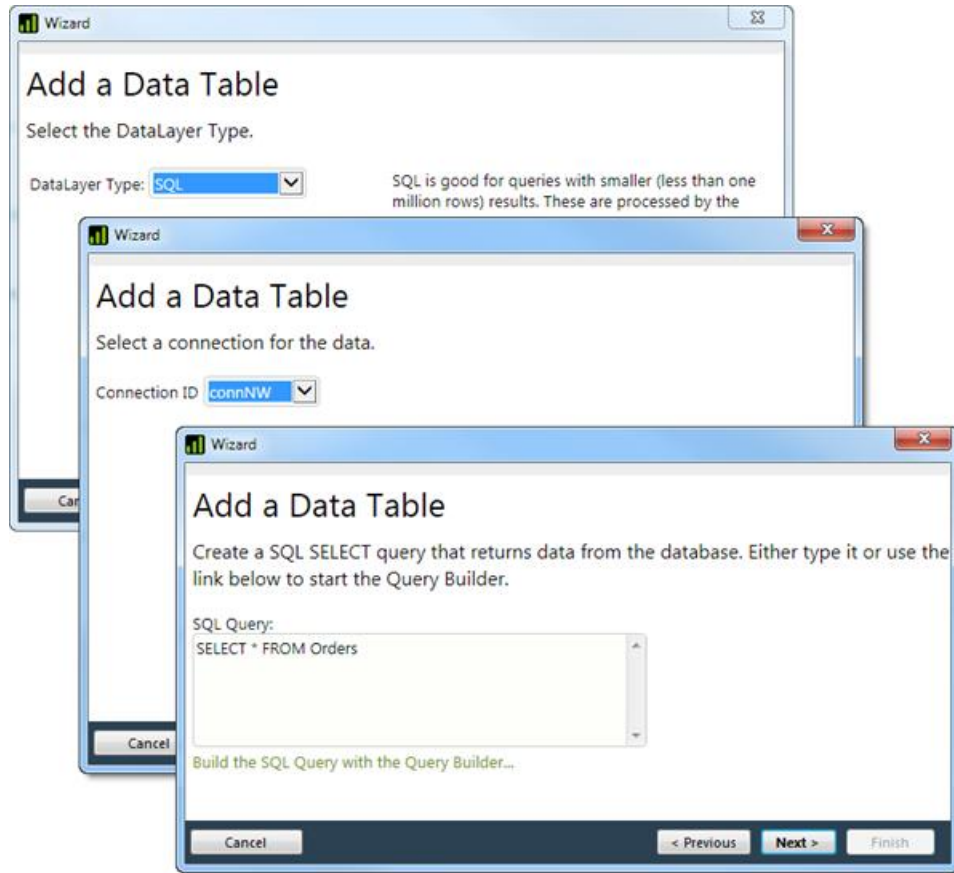 Wizard
Add a Data Table
Select the DataLayer Type.
DataLayer Type: SQL
SQL is good for queries with smaller (less than one
million rows) results. These are processed by the
Wizard
Add a Data Table
Select a connection for the data.
Connection ID connNW
Wizard
Add a Data Table
Create a SQL SELECT query that returns data from the database. Either type it or use the
link below to start the Query Builder.
SQL Query:
SELECT * FROM Orders
Build the SQL Query with the Query Builder...
Can
Cancel
Cancel
< Previous
Next >
Finish